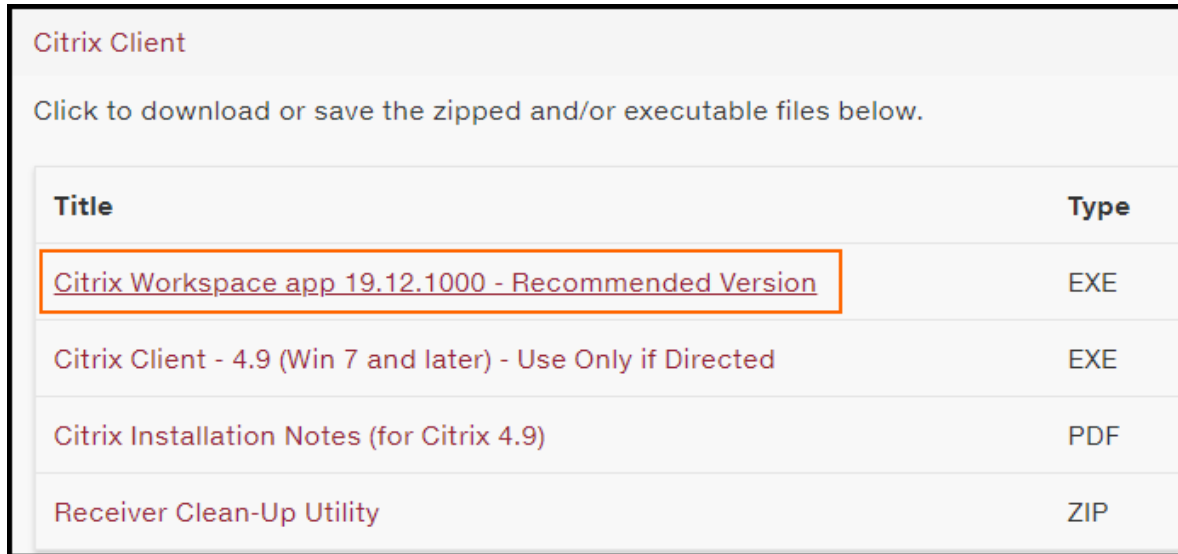 Citrix Client
Click to download or save the zipped and/or executable files below.
Title Type
Citrix Workspace app 19.12.1000 - Recommended Version EXE
Citrix Client - 4.9 (Win 7 and later) - Use Only if Directed EXE
Citrix Installation Notes (for Citrix 4.9) PDF
Receiver Clean-Up Utility ZIP